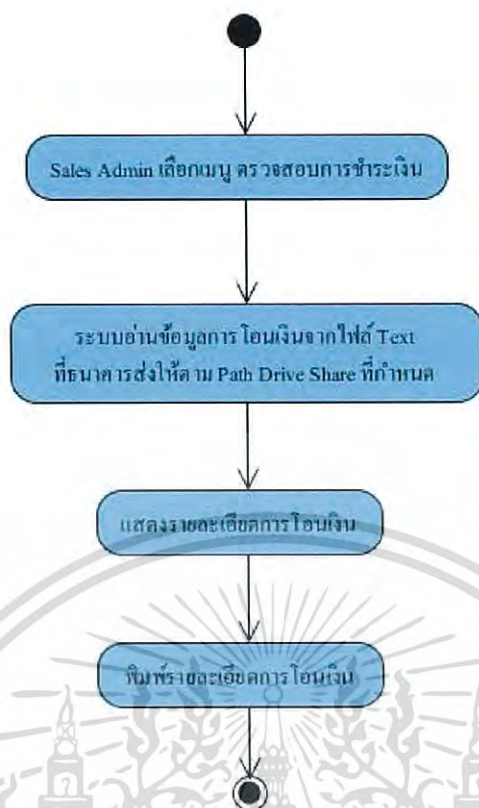 Sales Admin เลือกเมนู ตรวจสอบการชำระเงิน
ระบบอ่านข้อมูลการโอนเงินจากไฟล์ Text
ที่ธนาคารส่งให้ตาม Path Drive Share ที่กำหนด
แสดงรายละเอียดการโอนเงิน
พิมพ์รายละเอียดการโอนเงิน